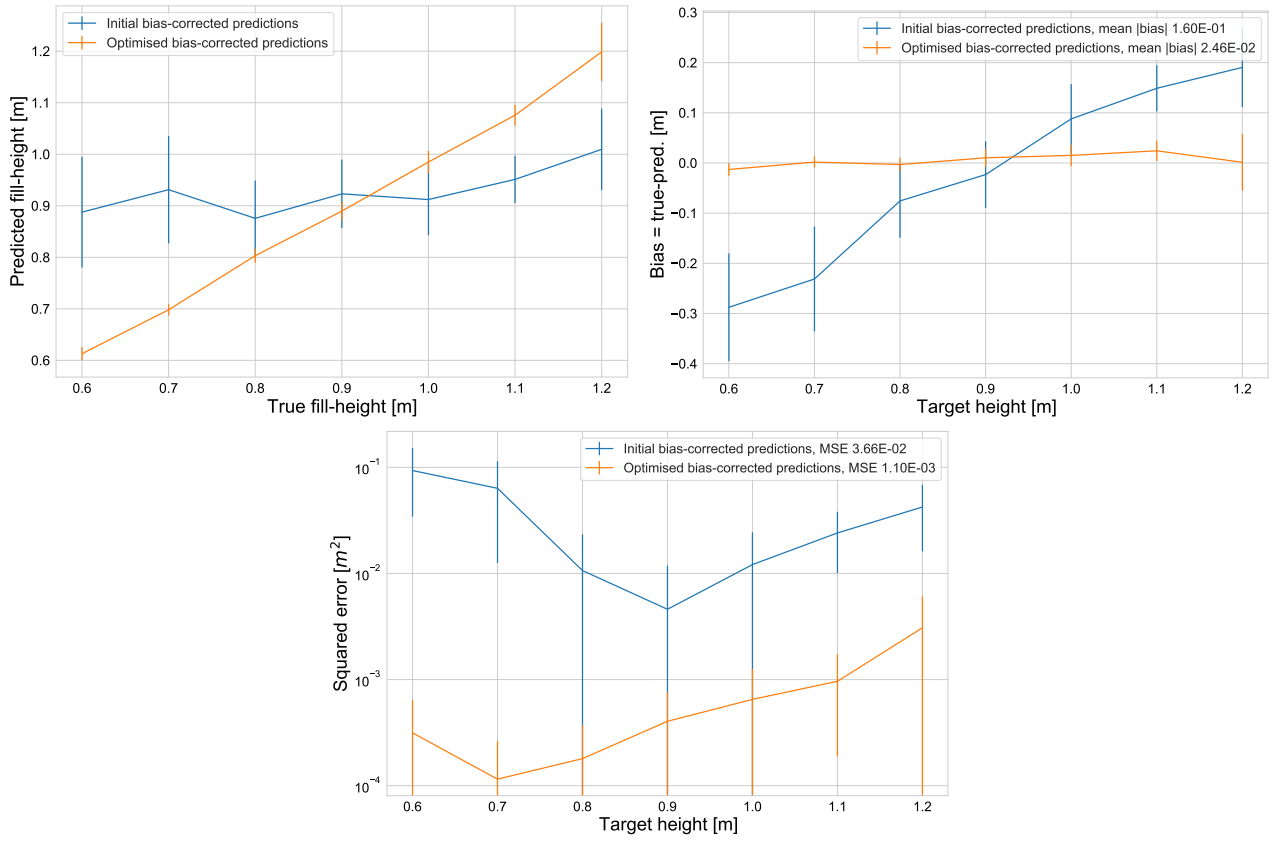 Initial bias-corrected predictions
Optimised bias-corrected predictions
Predicted fill-height [m]
1.2
1.1
1.0
0.9
0.8
0.7
0.6
0.6 0.7 0.8 0.9 1.0 1.1 1.2
True fill-height [m]
Initial bias-corrected predictions, mean |bias| 1.60E-01
Optimised bias-corrected predictions, mean |bias| 2.46E-02
Bias = true-pred. [m]
0.3
0.2
0.1
0.0
−0.1
−0.2
−0.3
−0.4
0.6 0.7 0.8 0.9 1.0 1.1 1.2
Target height [m]
Initial bias-corrected predictions, MSE 3.66E-02
Optimised bias-corrected predictions, MSE 1.10E-03
Squared error [m²]
10⁻¹
10⁻²
10⁻³
10⁻⁴
0.6 0.7 0.8 0.9 1.0 1.1 1.2
Target height [m]